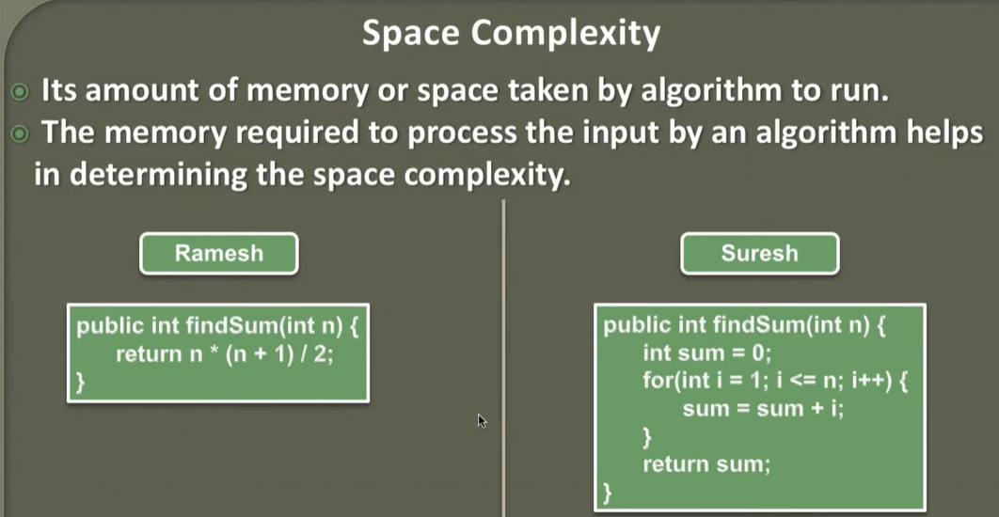 Space Complexity
Its amount of memory or space taken by algorithm to run.
The memory required to process the input by an algorithm helps
in determining the space complexity.
Ramesh
public int findSum(int n) {
return n * (n + 1) / 2;
}
Suresh
public int findSum(int n) {
int sum = 0;
for(int i = 1; i <= n; i++) {
sum = sum + i;
}
return sum;
}